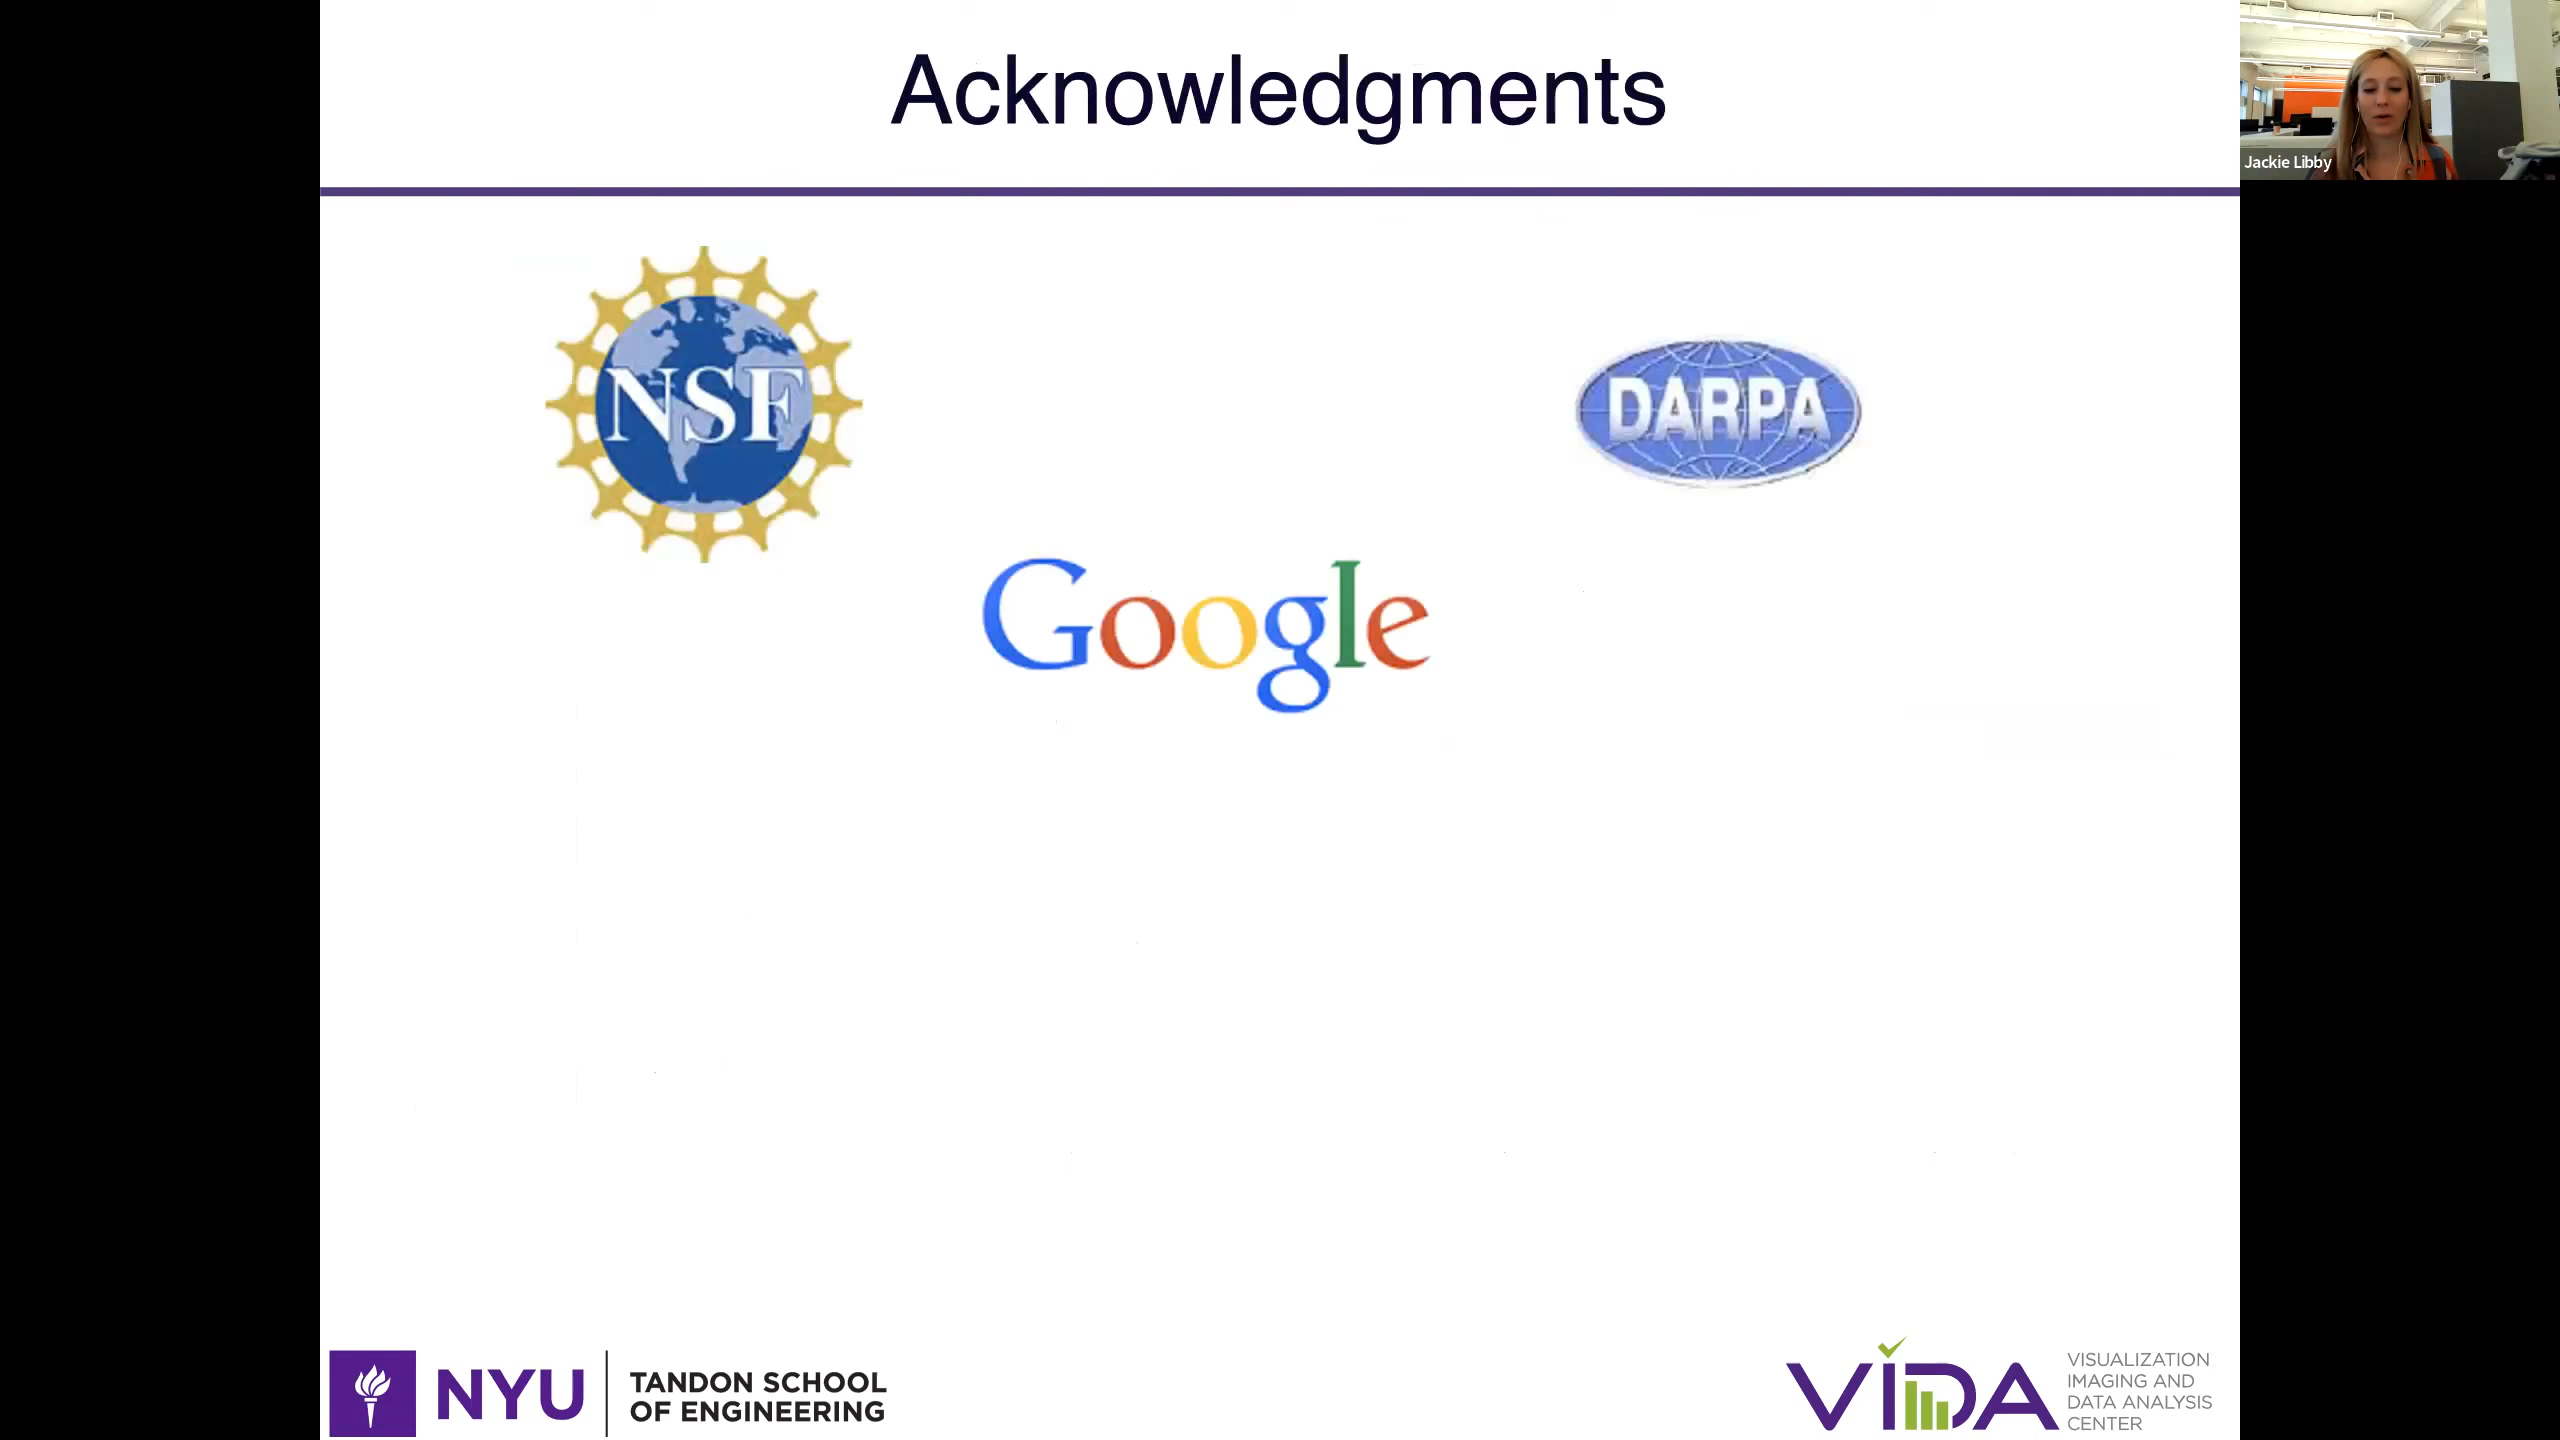 Acknowledgments
Jackie Libby
NSF
DARPA
Google
NYU
TANDON SCHOOL
OF ENGINEERING
VIDA
VISUALIZATION
IMAGING AND
DATA ANALYSIS
CENTER